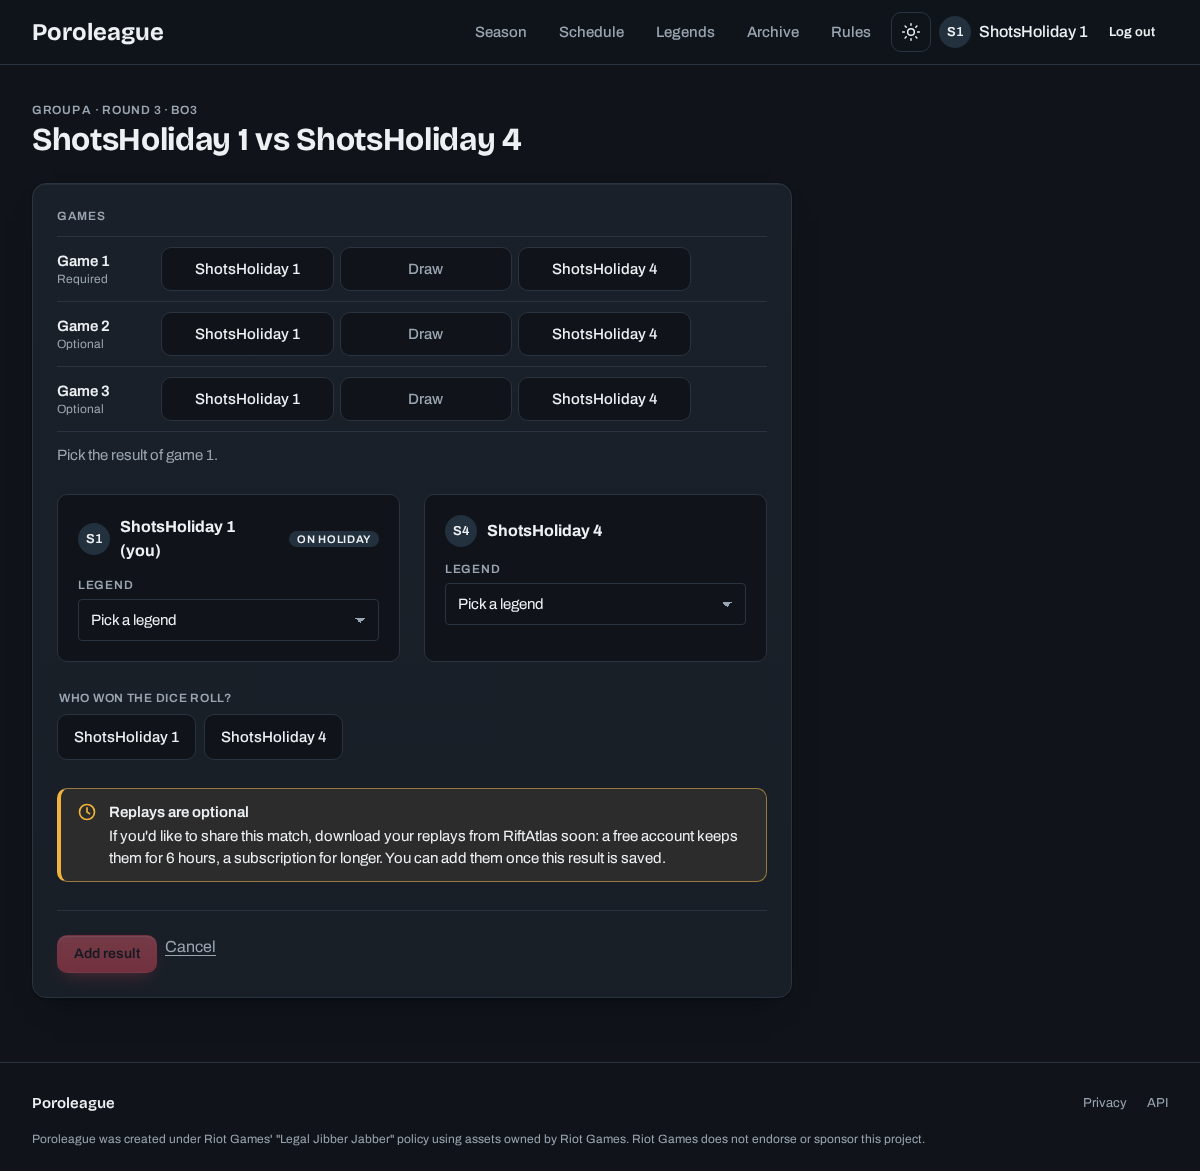 Poroleague
Season
Schedule
Legends
Archive
Rules
S1
ShotsHoliday 1
Log out
GROUP A · ROUND 3 · BO3
ShotsHoliday 1 vs ShotsHoliday 4
GAMES
Game 1
Required
ShotsHoliday 1
Draw
ShotsHoliday 4
Game 2
Optional
ShotsHoliday 1
Draw
ShotsHoliday 4
Game 3
Optional
ShotsHoliday 1
Draw
ShotsHoliday 4
Pick the result of game 1.
S1
ShotsHoliday 1
(you)
ON HOLIDAY
LEGEND
Pick a legend
S4
ShotsHoliday 4
LEGEND
Pick a legend
WHO WON THE DICE ROLL?
ShotsHoliday 1
ShotsHoliday 4
Replays are optional
If you'd like to share this match, download your replays from RiftAtlas soon: a free account keeps
them for 6 hours, a subscription for longer. You can add them once this result is saved.
Add result
Cancel
Poroleague
Privacy
API
Poroleague was created under Riot Games' "Legal Jibber Jabber" policy using assets owned by Riot Games. Riot Games does not endorse or sponsor this project.